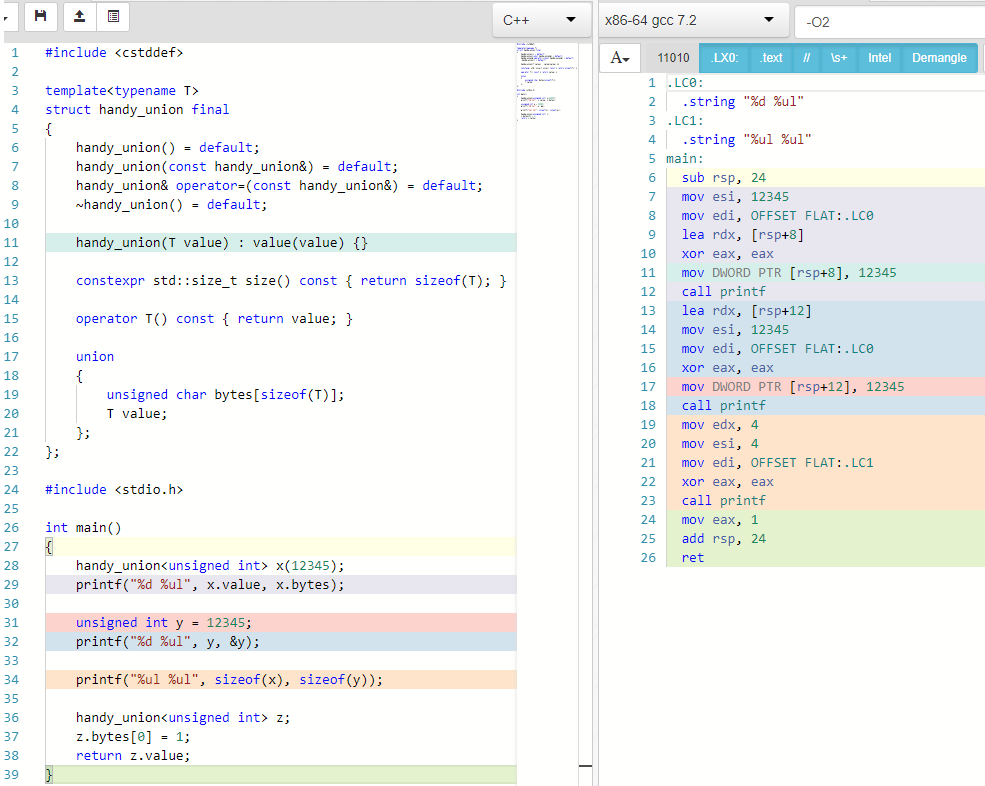 C++
x86-64 gcc 7.2
-O2
A
11010
.LX0:
.text
//
\s+
Intel
Demangle
1 #include <cstddef>
2
3 template<typename T>
4 struct handy_union final
5 {
6 handy_union() = default;
7 handy_union(const handy_union&) = default;
8 handy_union& operator=(const handy_union&) = default;
9 ~handy_union() = default;
10
11 handy_union(T value) : value(value) {}
12
13 constexpr std::size_t size() const { return sizeof(T); }
14
15 operator T() const { return value; }
16
17 union
18 {
19 unsigned char bytes[sizeof(T)];
20 T value;
21 };
22 };
23
24 #include <stdio.h>
25
26 int main()
27 {
28 handy_union<unsigned int> x(12345);
29 printf("%d %ul", x.value, x.bytes);
30
31 unsigned int y = 12345;
32 printf("%d %ul", y, &y);
33
34 printf("%ul %ul", sizeof(x), sizeof(y));
35
36 handy_union<unsigned int> z;
37 z.bytes[0] = 1;
38 return z.value;
39 }
1 .LC0:
2 .string "%d %ul"
3 .LC1:
4 .string "%ul %ul"
5 main:
6 sub rsp, 24
7 mov esi, 12345
8 mov edi, OFFSET FLAT:.LC0
9 lea rdx, [rsp+8]
10 xor eax, eax
11 mov DWORD PTR [rsp+8], 12345
12 call printf
13 lea rdx, [rsp+12]
14 mov esi, 12345
15 mov edi, OFFSET FLAT:.LC0
16 xor eax, eax
17 mov DWORD PTR [rsp+12], 12345
18 call printf
19 mov edx, 4
20 mov esi, 4
21 mov edi, OFFSET FLAT:.LC1
22 xor eax, eax
23 call printf
24 mov eax, 1
25 add rsp, 24
26 ret